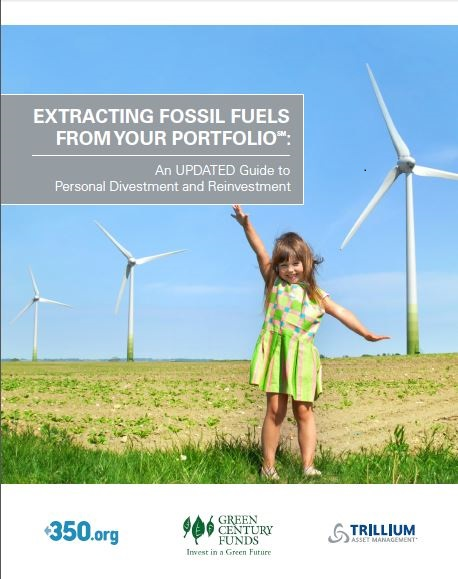 EXTRACTING FOSSIL FUELS
FROM YOUR PORTFOLIO℠:
An UPDATED Guide to
Personal Divestment and Reinvestment
350.org
GREEN
CENTURY
FUNDS
Invest in a Green Future
TRILLIUM
ASSET MANAGEMENT®